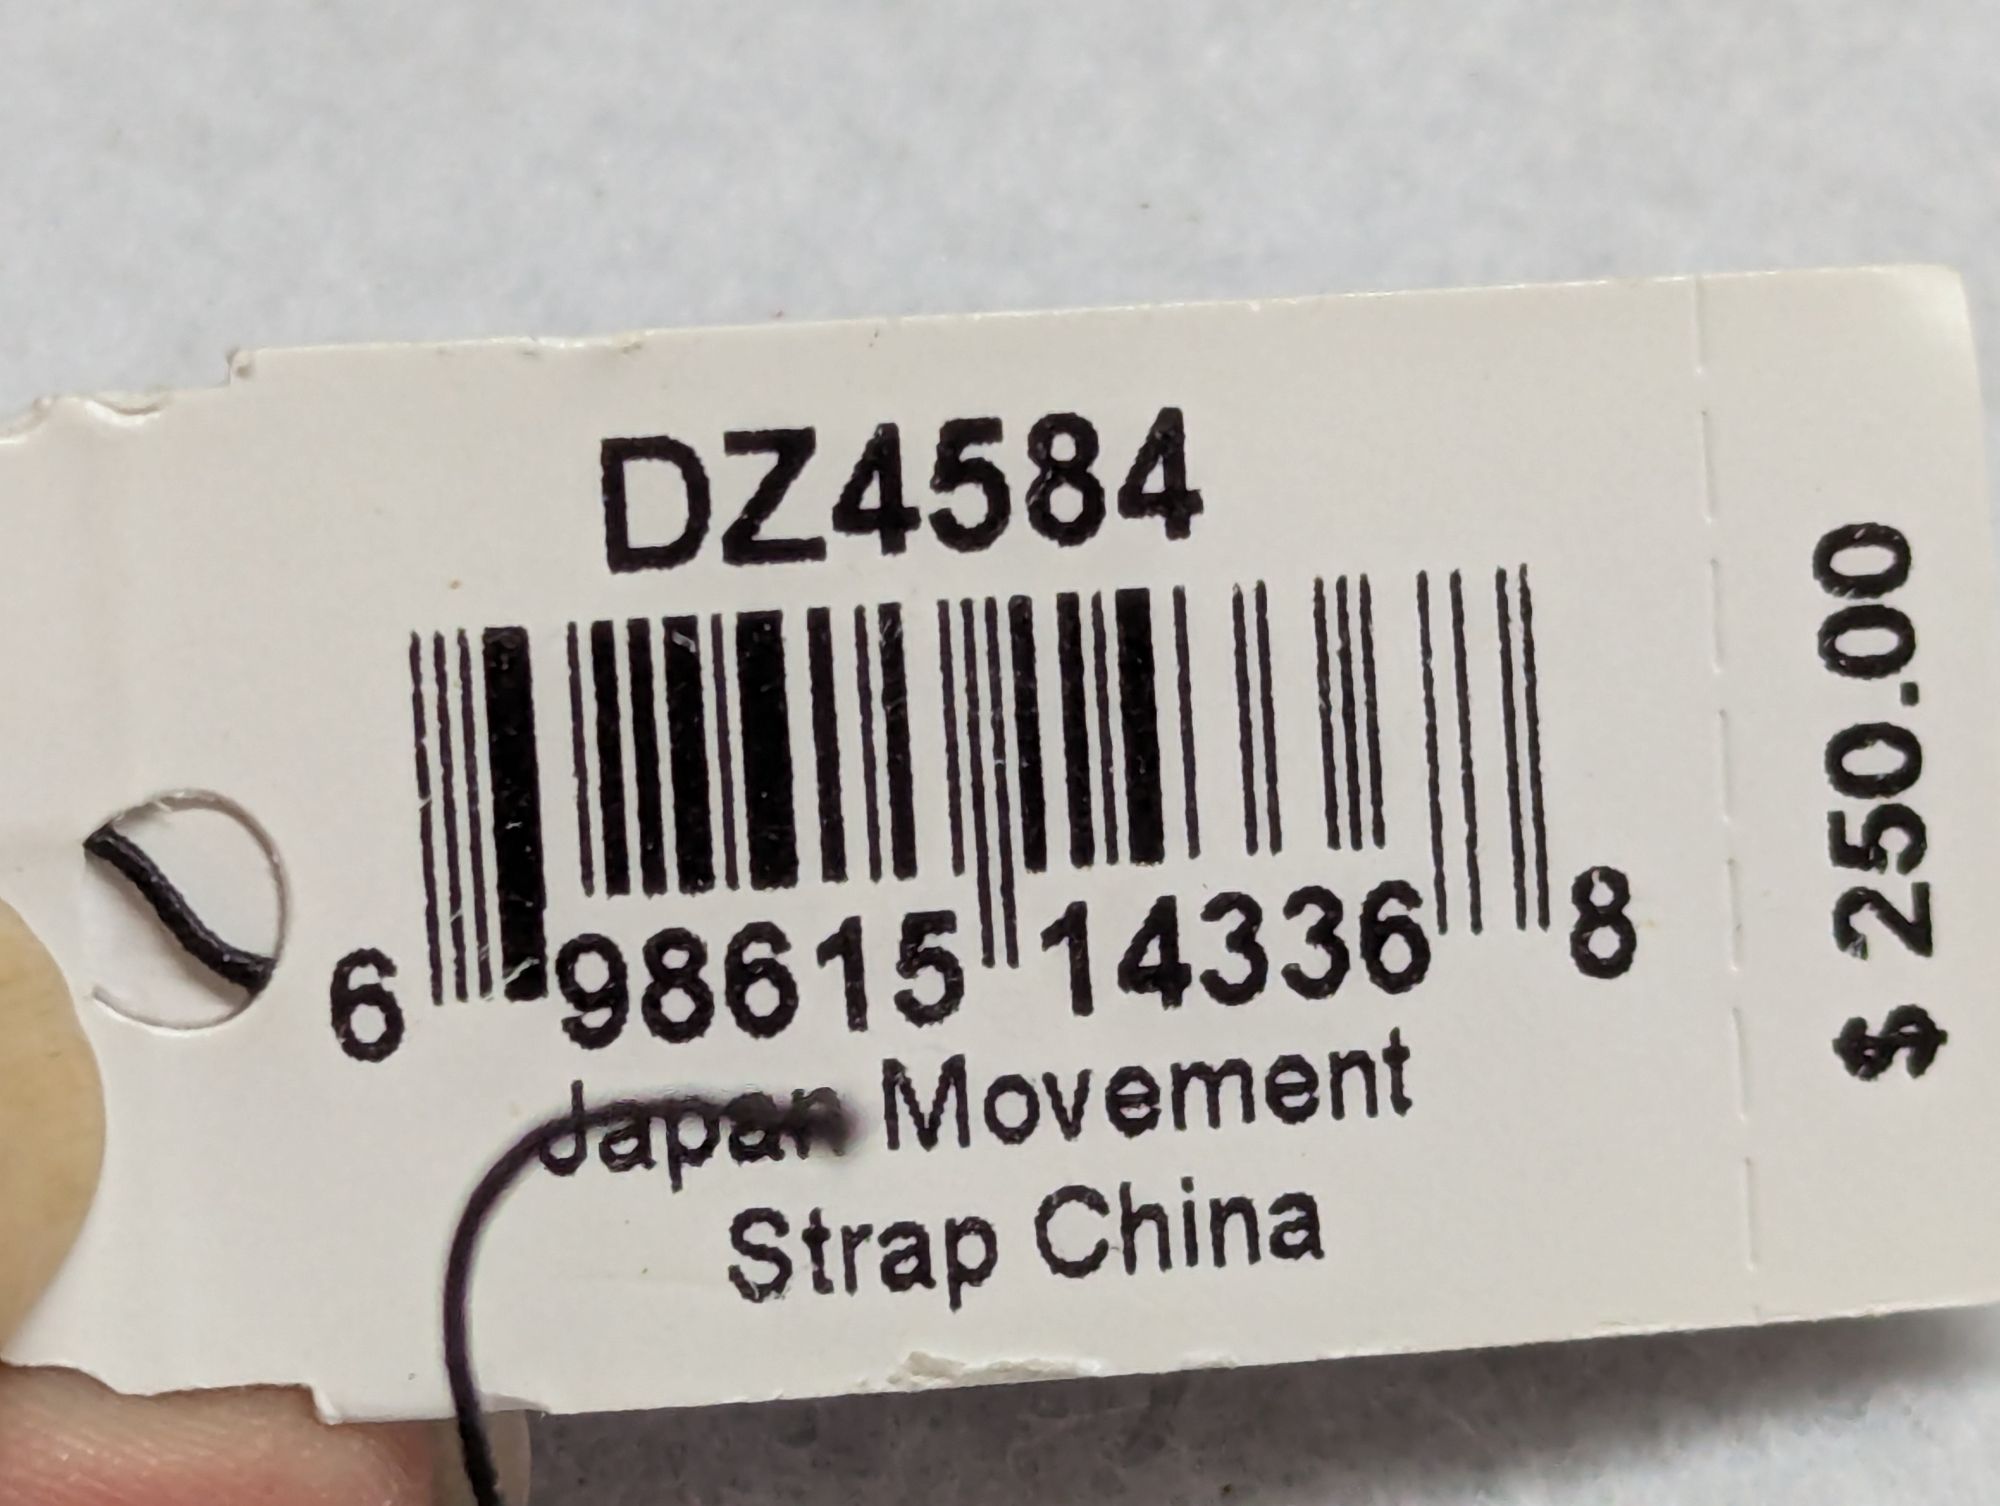 DZ4584
6 98615 14336 8
Japan Movement
Strap China
$ 250.00